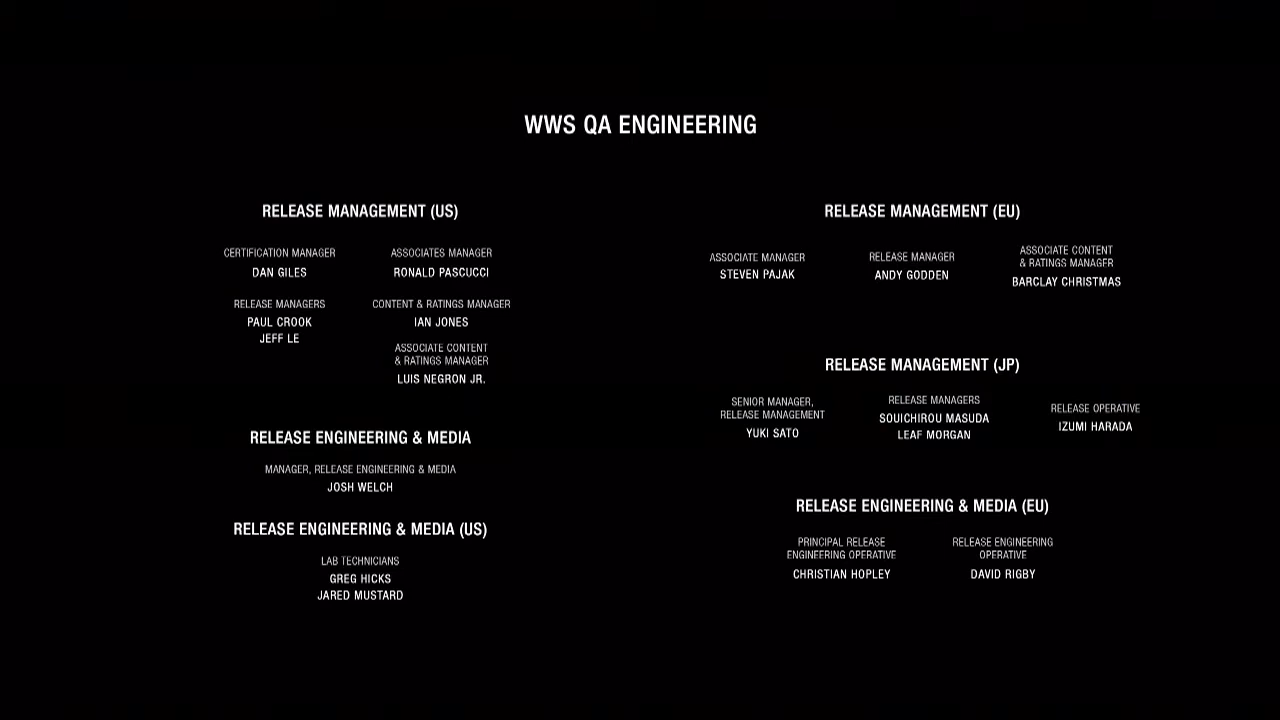 WWS QA ENGINEERING
RELEASE MANAGEMENT (US)
CERTIFICATION MANAGER
DAN GILES
ASSOCIATES MANAGER
RONALD PASCUCCI
RELEASE MANAGERS
PAUL CROOK
JEFF LE
CONTENT & RATINGS MANAGER
IAN JONES
ASSOCIATE CONTENT
& RATINGS MANAGER
LUIS NEGRON JR.
RELEASE ENGINEERING & MEDIA
MANAGER, RELEASE ENGINEERING & MEDIA
JOSH WELCH
RELEASE ENGINEERING & MEDIA (US)
LAB TECHNICIANS
GREG HICKS
JARED MUSTARD
RELEASE MANAGEMENT (EU)
ASSOCIATE MANAGER
STEVEN PAJAK
RELEASE MANAGER
ANDY GODDEN
ASSOCIATE CONTENT
& RATINGS MANAGER
BARCLAY CHRISTMAS
RELEASE MANAGEMENT (JP)
SENIOR MANAGER,
RELEASE MANAGEMENT
YUKI SATO
RELEASE MANAGERS
SOUICHIROU MASUDA
LEAF MORGAN
RELEASE OPERATIVE
IZUMI HARADA
RELEASE ENGINEERING & MEDIA (EU)
PRINCIPAL RELEASE
ENGINEERING OPERATIVE
CHRISTIAN HOPLEY
RELEASE ENGINEERING
OPERATIVE
DAVID RIGBY